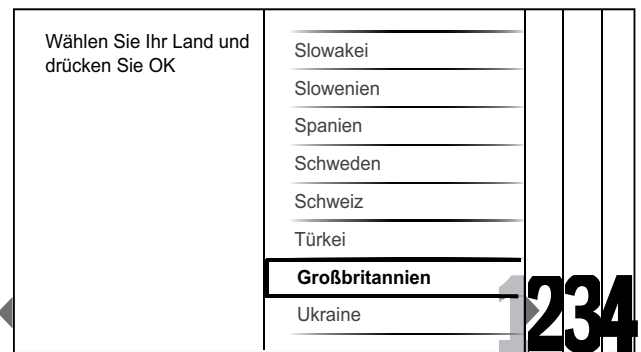 Wählen Sie Ihr Land und
drücken Sie OK
Slowakei
Slowenien
Spanien
Schweden
Schweiz
Türkei
Großbritannien
Ukraine
1234